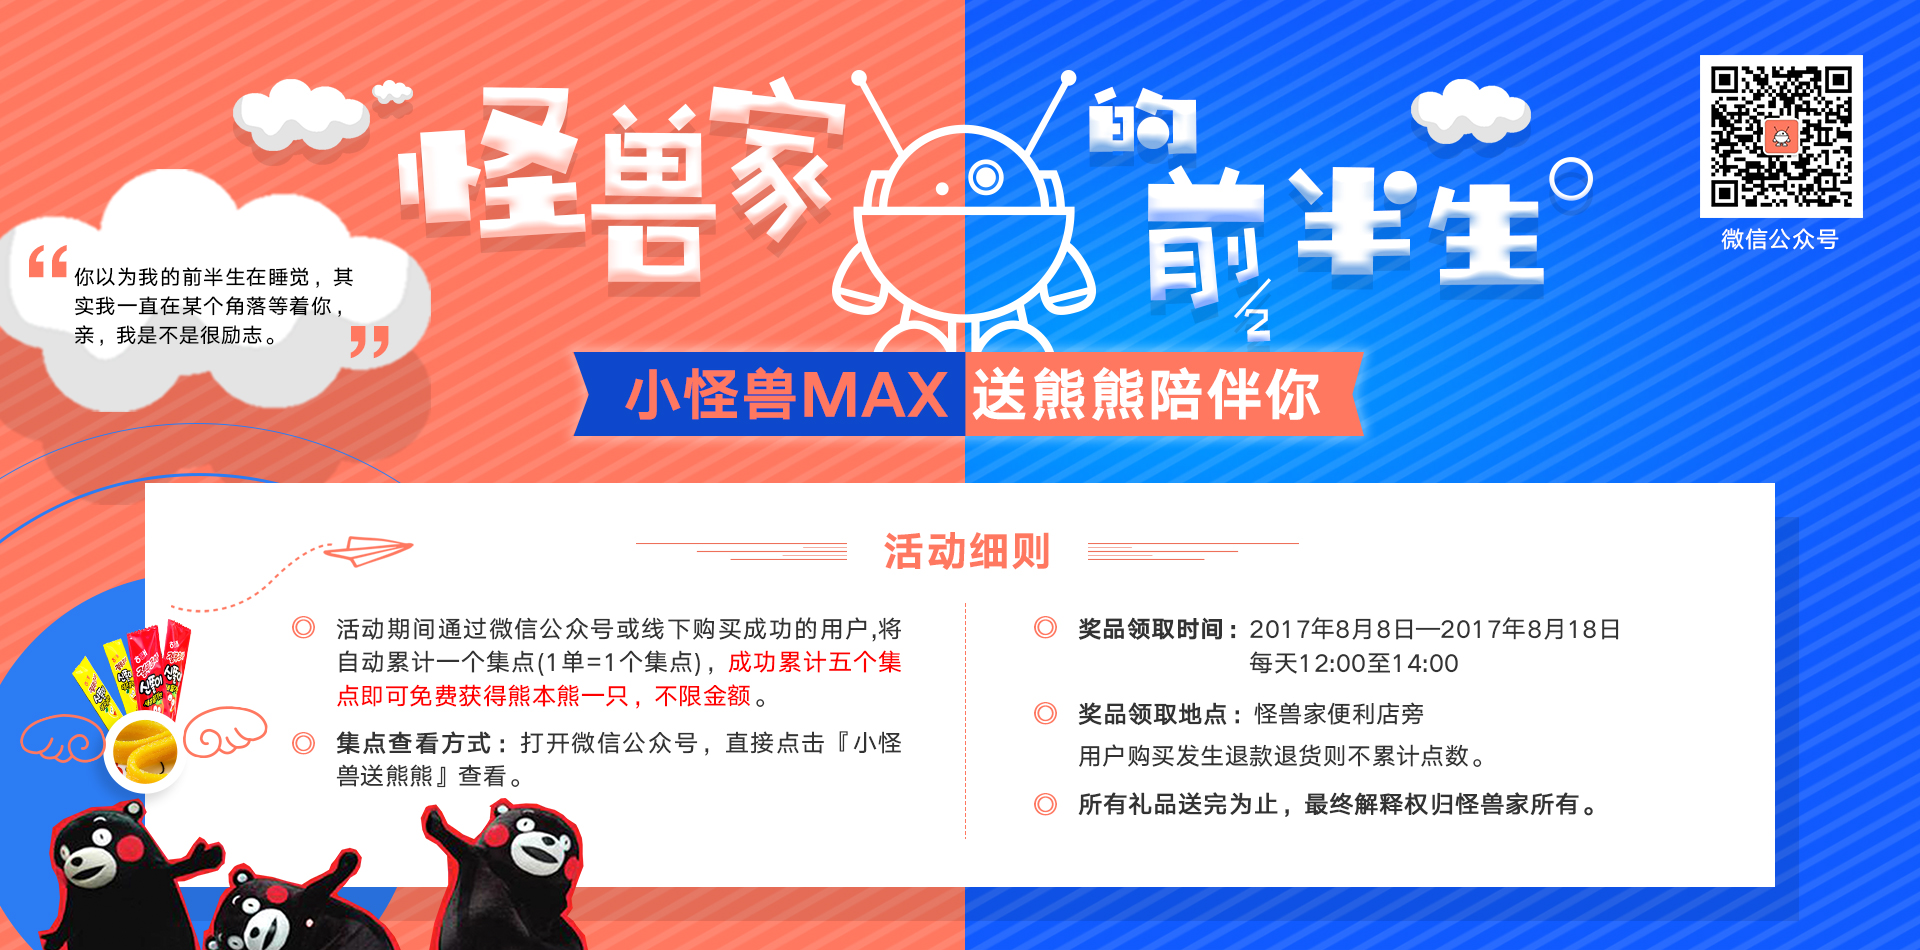 怪兽家
的
前半生
1/2
微信公众号
你以为我的前半生在睡觉，其
实我一直在某个角落等着你，
亲，我是不是很励志。
小怪兽MAX 送熊熊陪伴你
活动细则
活动期间通过微信公众号或线下购买成功的用户,将
自动累计一个集点(1单=1个集点)，成功累计五个集
点即可免费获得熊本熊一只，不限金额。
集点查看方式：打开微信公众号，直接点击『小怪
兽送熊熊』查看。
奖品领取时间：2017年8月8日—2017年8月18日
每天12:00至14:00
奖品领取地点：怪兽家便利店旁
用户购买发生退款退货则不累计点数。
所有礼品送完为止，最终解释权归怪兽家所有。